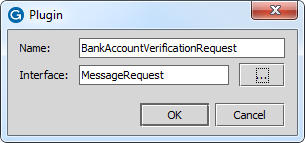 Plugin
Name: BankAccountVerificationRequest
Interface: MessageRequest ...
OK Cancel